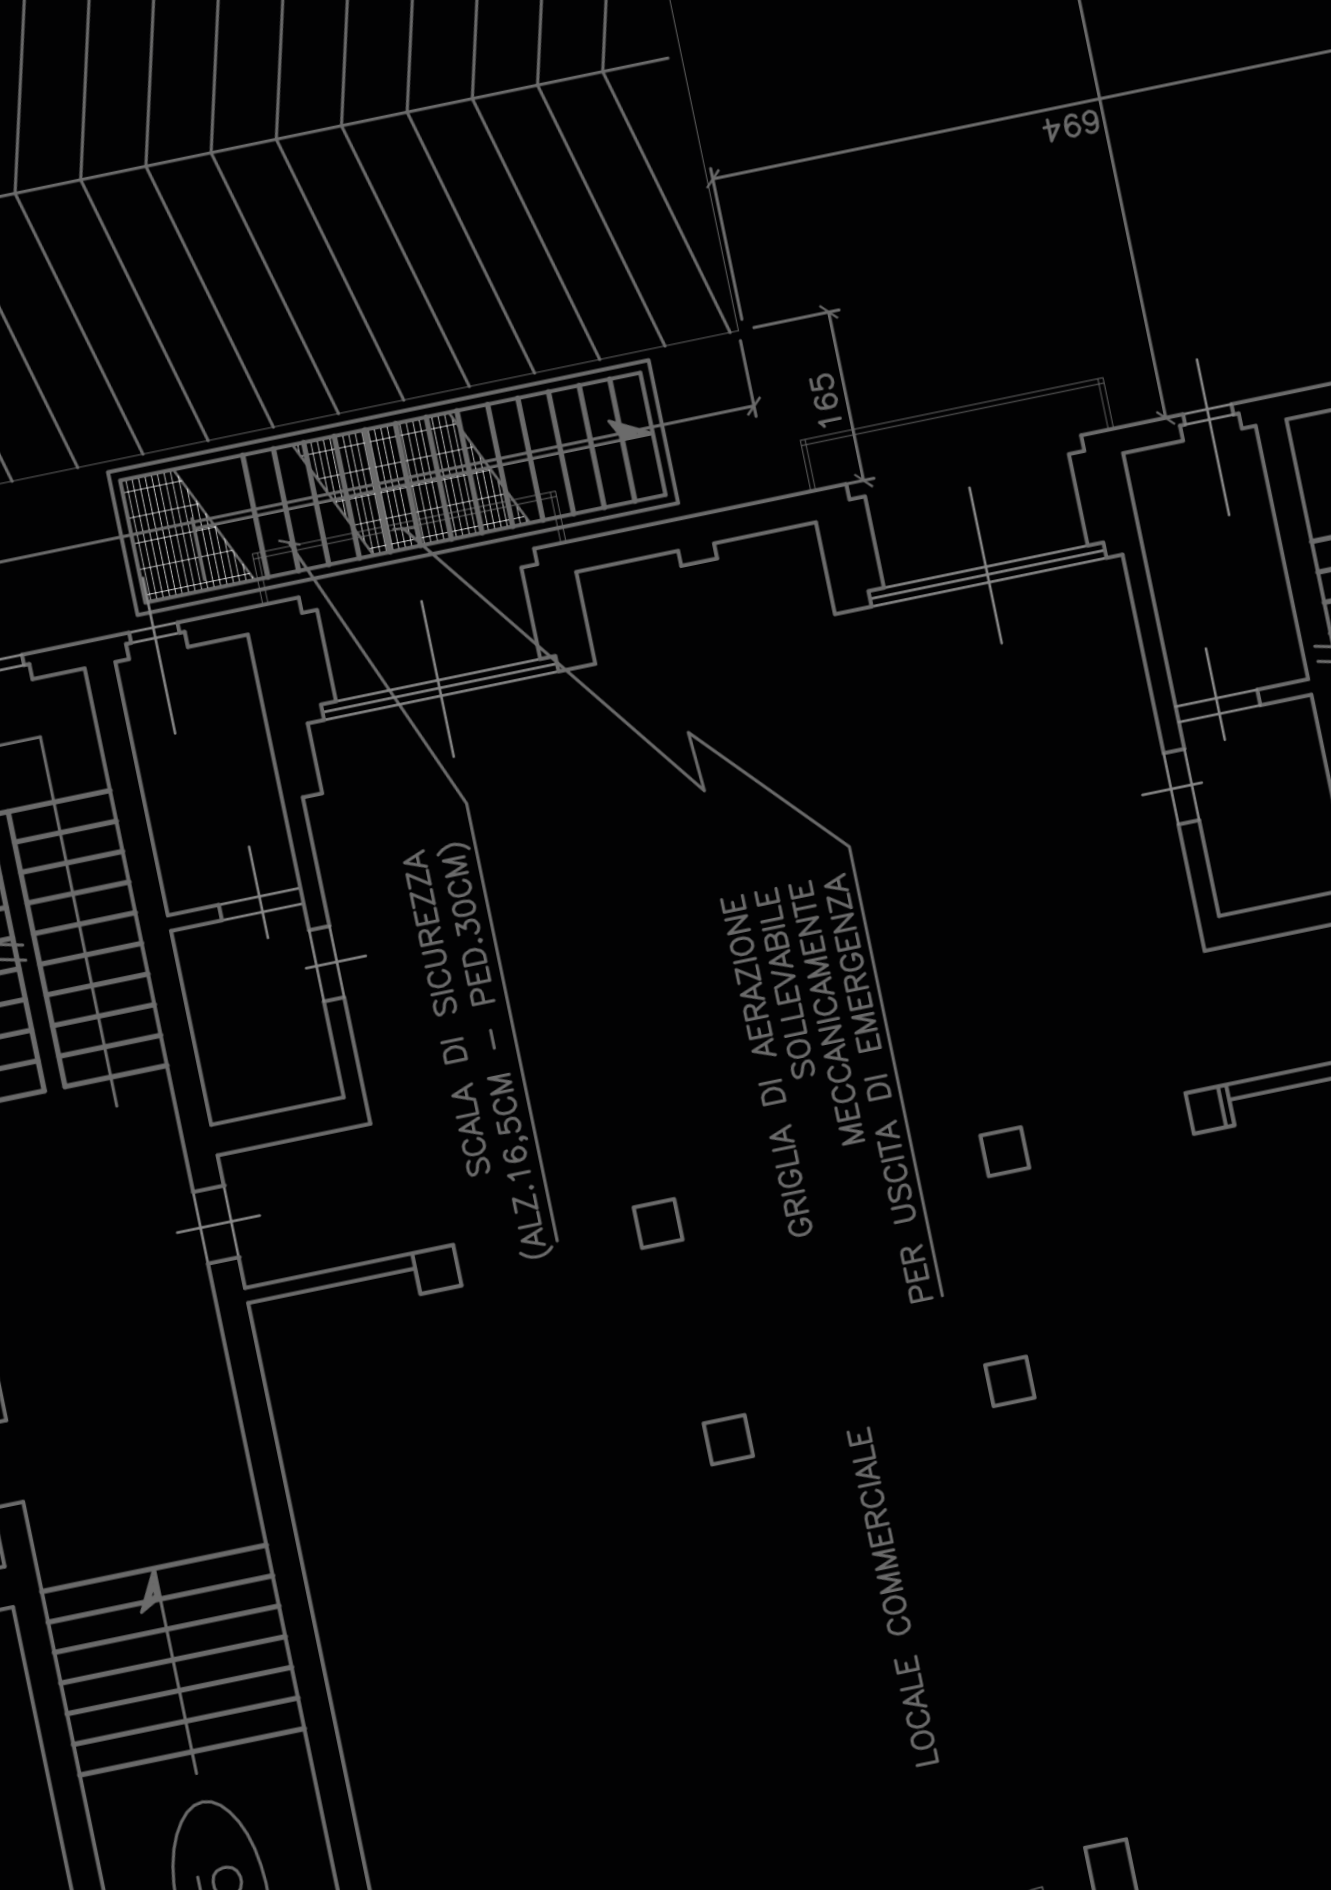 694
165
SCALA DI SICUREZZA
(ALZ.16,5CM – PED.30CM)
GRIGLIA DI AERAZIONE
SOLLEVABILE
MECCANICAMENTE
PER USCITA DI EMERGENZA
LOCALE COMMERCIALE